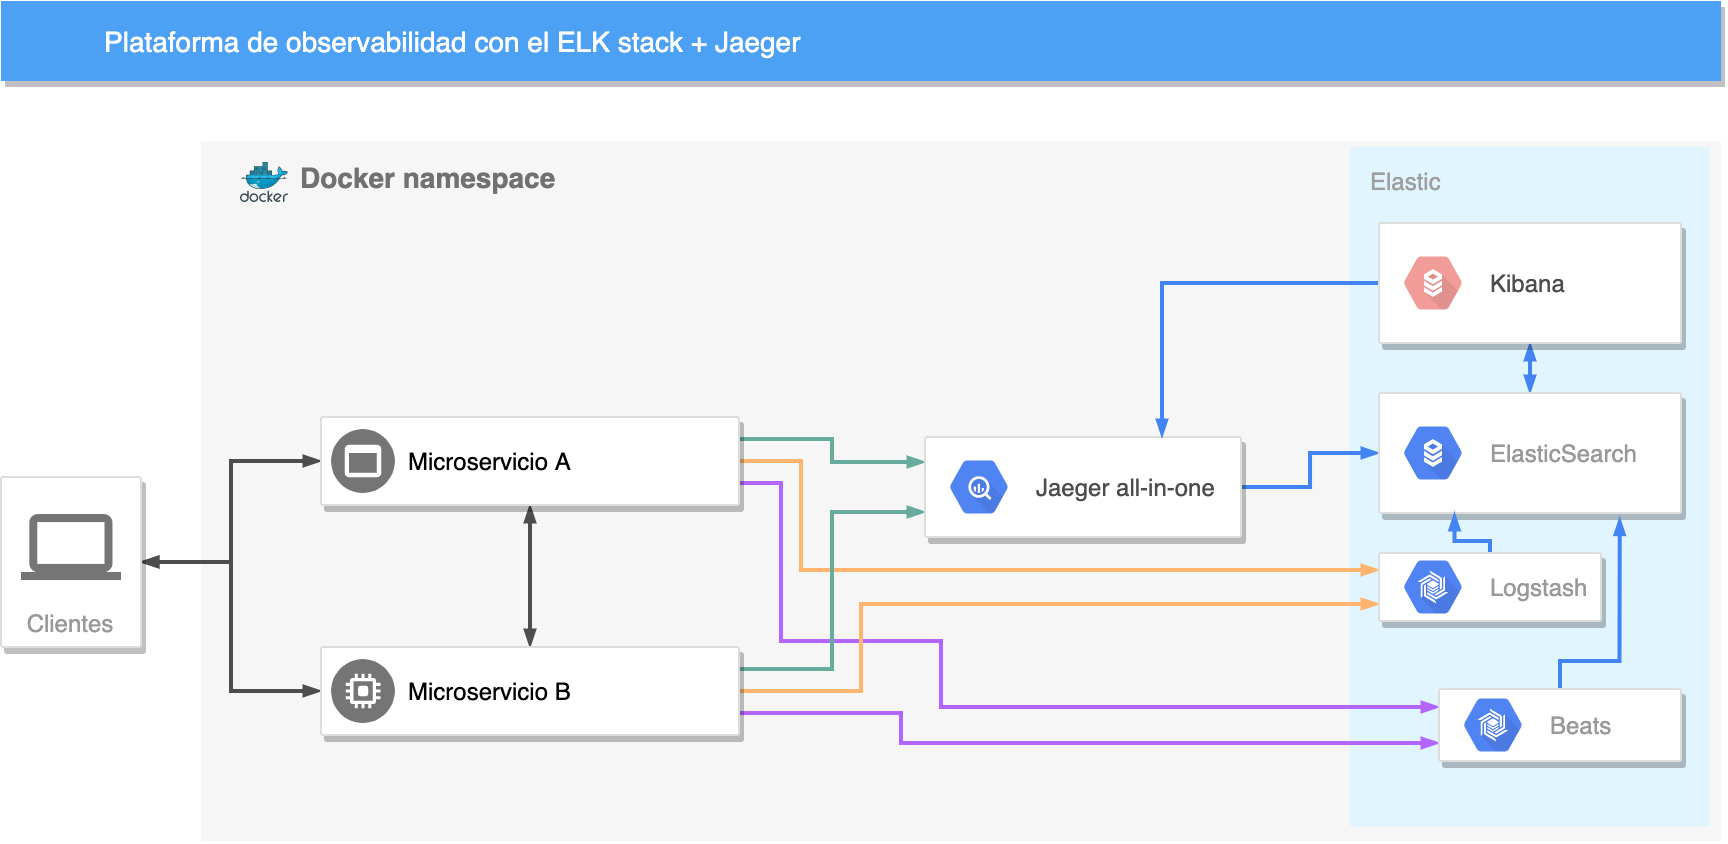 Plataforma de observabilidad con el ELK stack + Jaeger
docker
Docker namespace
Elastic
Kibana
Microservicio A
Jaeger all-in-one
ElasticSearch
Clientes
Logstash
Microservicio B
Beats